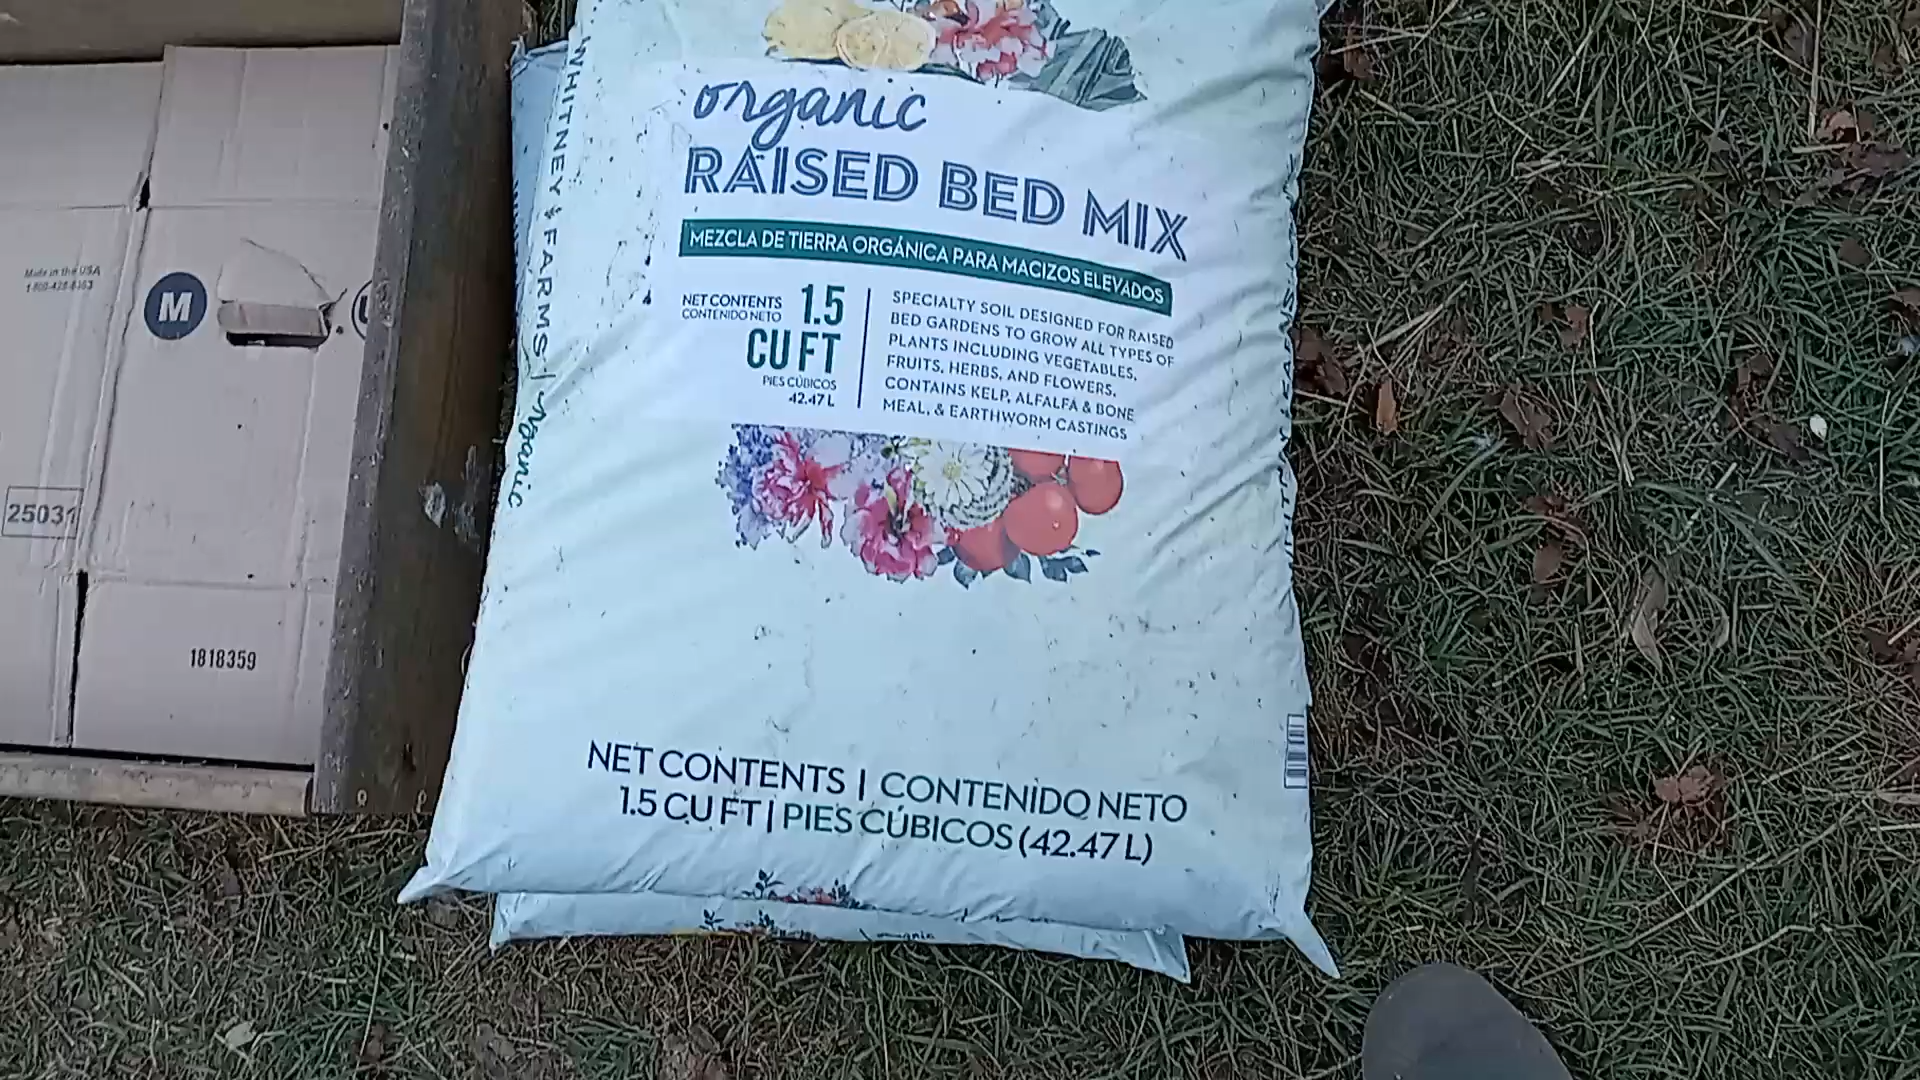 WHITNEY FARMS | organic
organic
RAISED BED MIX
MEZCLA DE TIERRA ORGÁNICA PARA MACIZOS ELEVADOS
NET CONTENTS
CONTENIDO NETO
1.5
CU FT
PIES CÚBICOS
42.47 L
SPECIALTY SOIL DESIGNED FOR RAISED
BED GARDENS TO GROW ALL TYPES OF
PLANTS INCLUDING VEGETABLES,
FRUITS, HERBS, AND FLOWERS.
CONTAINS KELP, ALFALFA & BONE
MEAL, & EARTHWORM CASTINGS
NET CONTENTS | CONTENIDO NETO
1.5 CU FT | PIES CÚBICOS (42.47 L)
Made in the USA
M
25031
1818359
organic